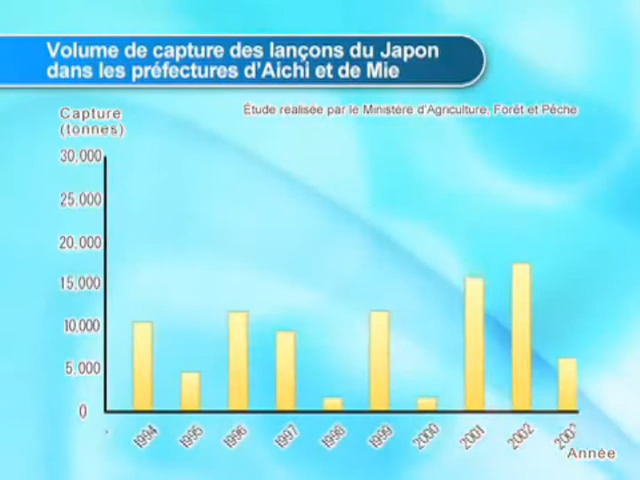 Volume de capture des lançons du Japon
dans les préfectures d'Aichi et de Mie
Étude réalisée par le Ministère d'Agriculture, Forêt et Pêche
Capture
(tonnes)
30,000
25,000
20,000
15,000
10,000
5,000
0
1994 1995 1996 1997 1998 1999 2000 2001 2002 2003
Année